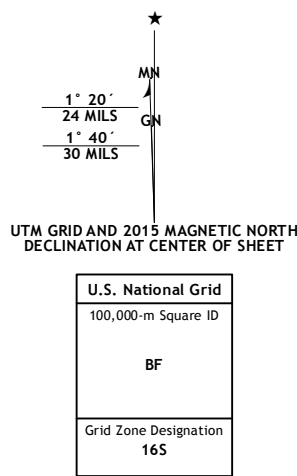 MN
1° 20´
24 MILS
GN
1° 40´
30 MILS
UTM GRID AND 2015 MAGNETIC NORTH
DECLINATION AT CENTER OF SHEET
U.S. National Grid
100,000-m Square ID
BF
Grid Zone Designation
16S